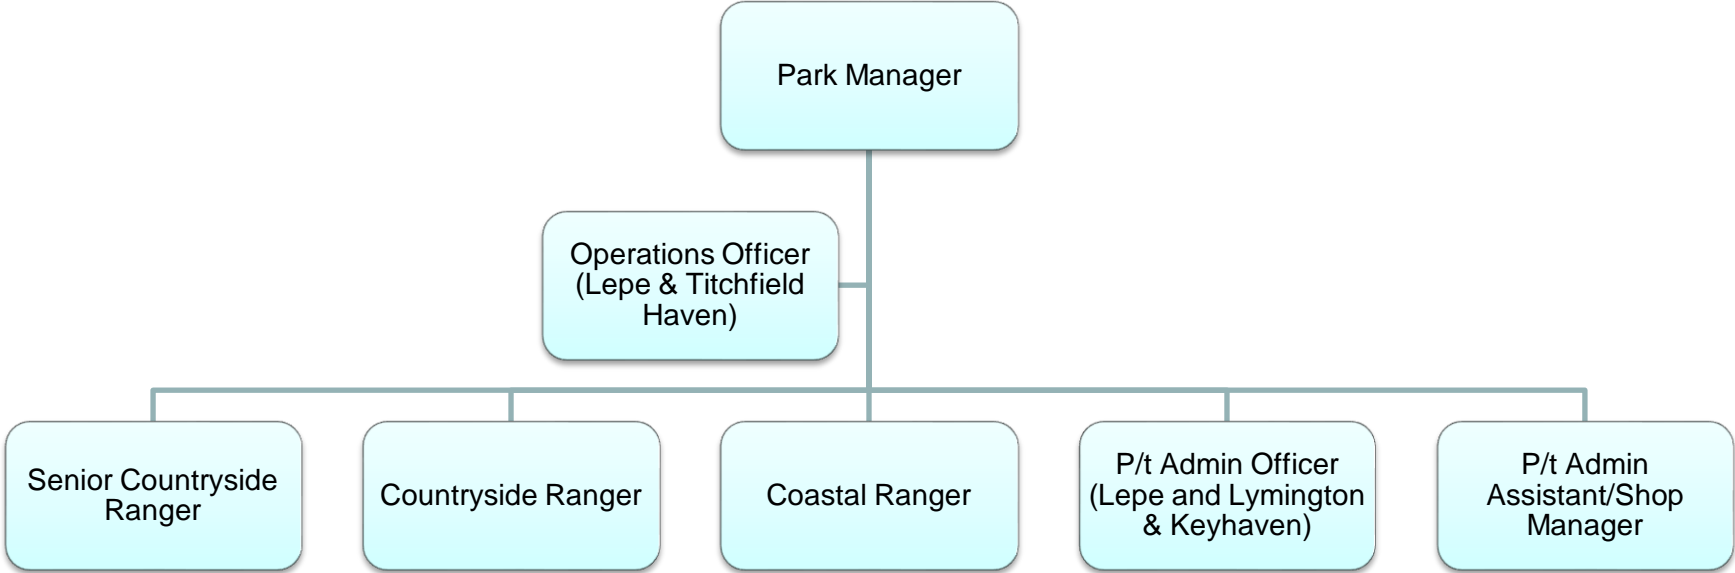 Park Manager
Operations Officer
(Lepe & Titchfield
Haven)
Senior Countryside
Ranger
Countryside Ranger
Coastal Ranger
P/t Admin Officer
(Lepe and Lymington
& Keyhaven)
P/t Admin
Assistant/Shop
Manager